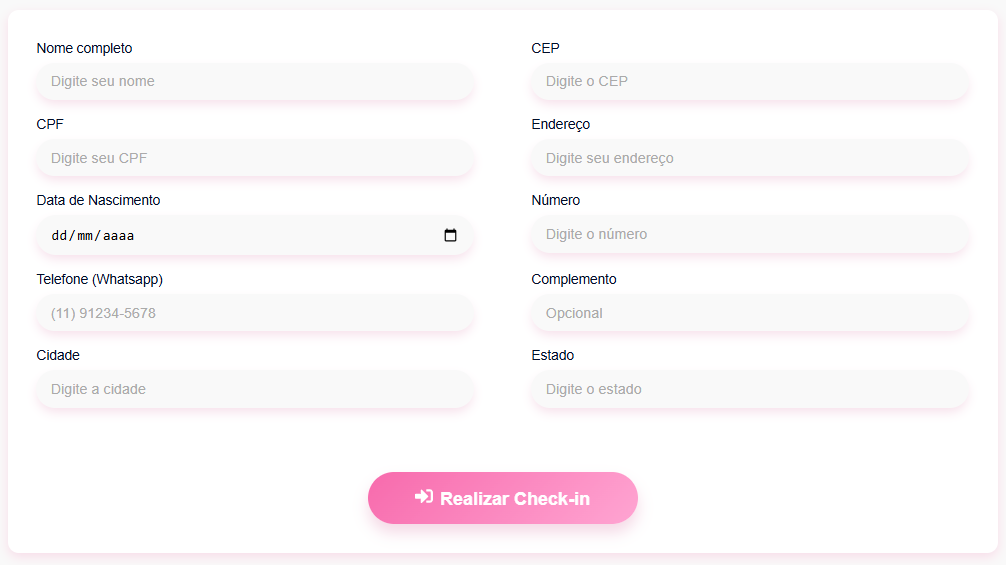 Nome completo
Digite seu nome
CPF
Digite seu CPF
Data de Nascimento
dd/mm/aaaa
Telefone (Whatsapp)
(11) 91234-5678
Cidade
Digite a cidade
CEP
Digite o CEP
Endereço
Digite seu endereço
Número
Digite o número
Complemento
Opcional
Estado
Digite o estado
Realizar Check-in